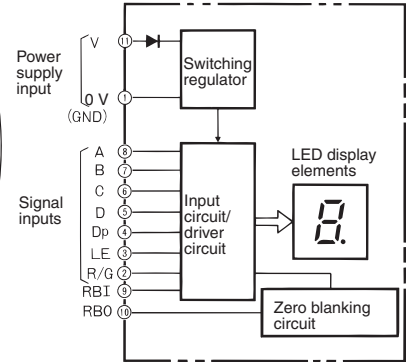 Power
supply
input
V ⑪
0 V ①
(GND)
Switching
regulator
Signal
inputs
A ⑧
B ⑦
C ⑥
D ⑤
Dp ④
LE ③
R/G ②
RBI ⑨
RBO ⑩
Input
circuit/
driver
circuit
LED display
elements
8.
Zero blanking
circuit